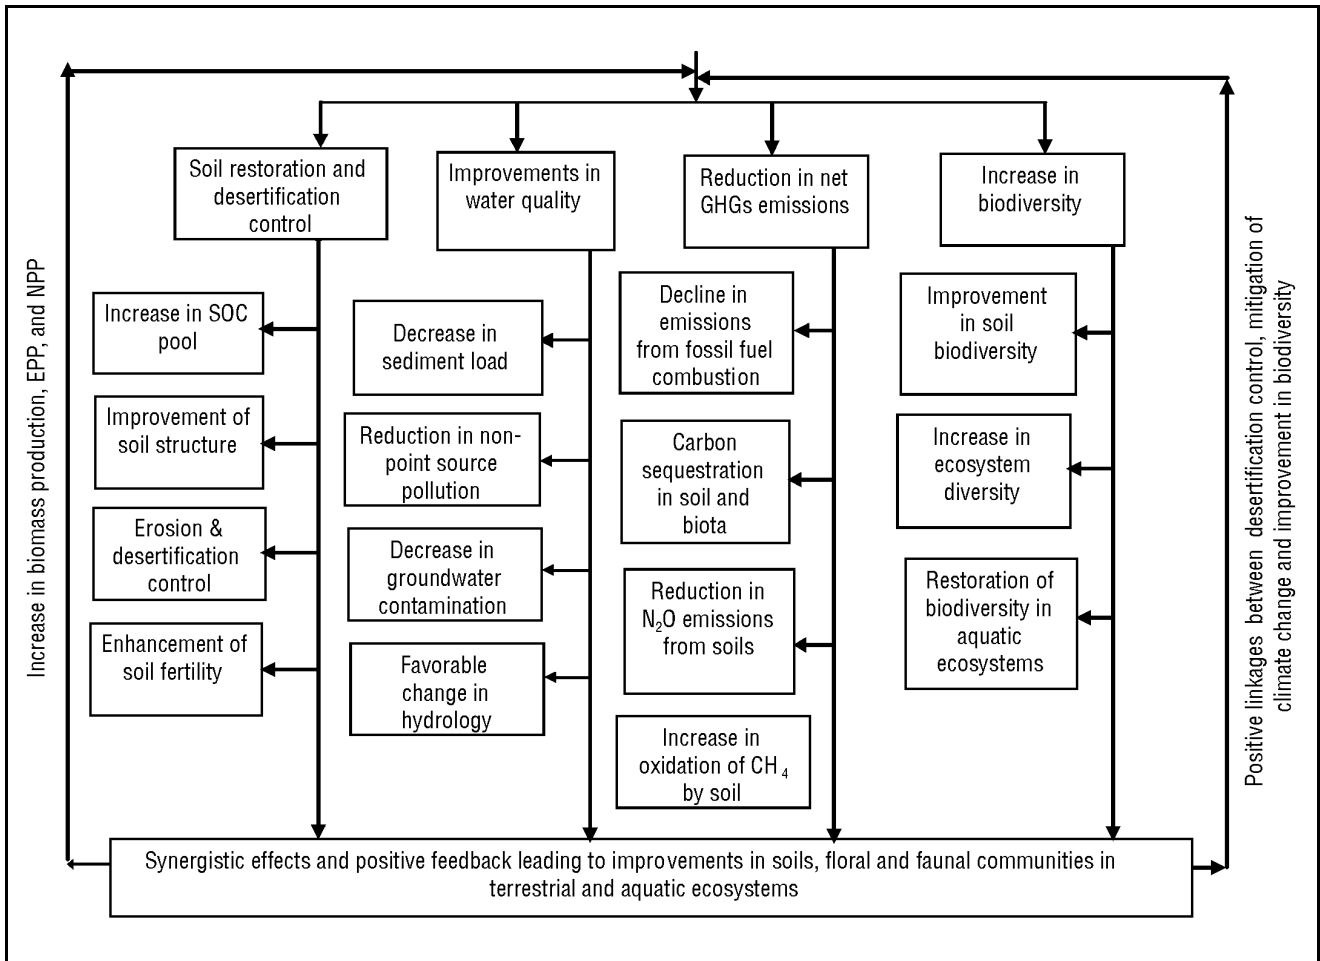 Soil restoration and
desertification
control
Improvements in
water quality
Reduction in net
GHGs emissions
Increase in
biodiversity
Increase in SOC
pool
Improvement of
soil structure
Erosion &
desertification
control
Enhancement of
soil fertility
Decrease in
sediment load
Reduction in non-
point source
pollution
Decrease in
groundwater
contamination
Favorable
change in
hydrology
Decline in
emissions
from fossil fuel
combustion
Carbon
sequestration
in soil and
biota
Reduction in
N₂O emissions
from soils
Increase in
oxidation of CH₄
by soil
Improvement
in soil
biodiversity
Increase in
ecosystem
diversity
Restoration of
biodiversity in
aquatic
ecosystems
Synergistic effects and positive feedback leading to improvements in soils, floral and faunal communities in
terrestrial and aquatic ecosystems
Increase in biomass production, EPP, and NPP
Positive linkages between desertification control, mitigation of
climate change and improvement in biodiversity